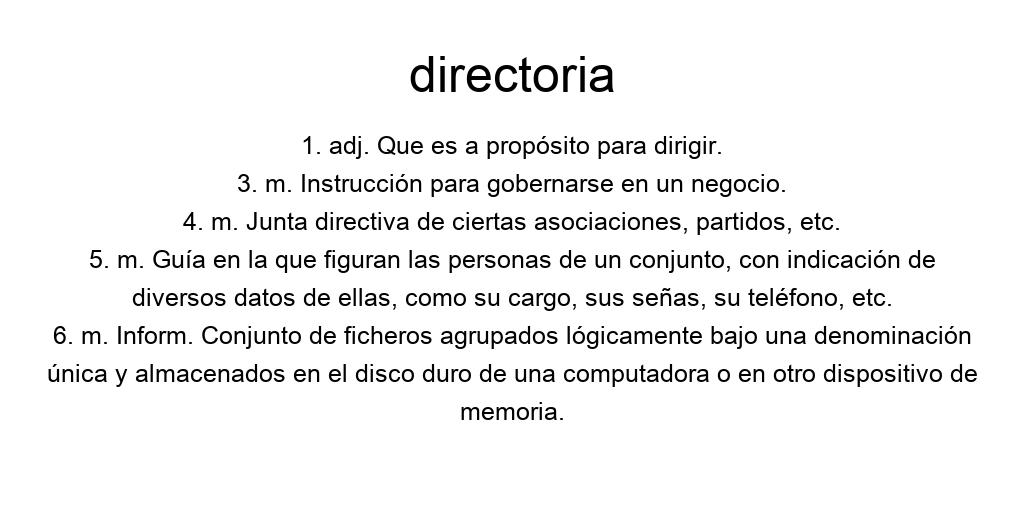 directoria
1. adj. Que es a propósito para dirigir.
3. m. Instrucción para gobernarse en un negocio.
4. m. Junta directiva de ciertas asociaciones, partidos, etc.
5. m. Guía en la que figuran las personas de un conjunto, con indicación de
diversos datos de ellas, como su cargo, sus señas, su teléfono, etc.
6. m. Inform. Conjunto de ficheros agrupados lógicamente bajo una denominación
única y almacenados en el disco duro de una computadora o en otro dispositivo de
memoria.